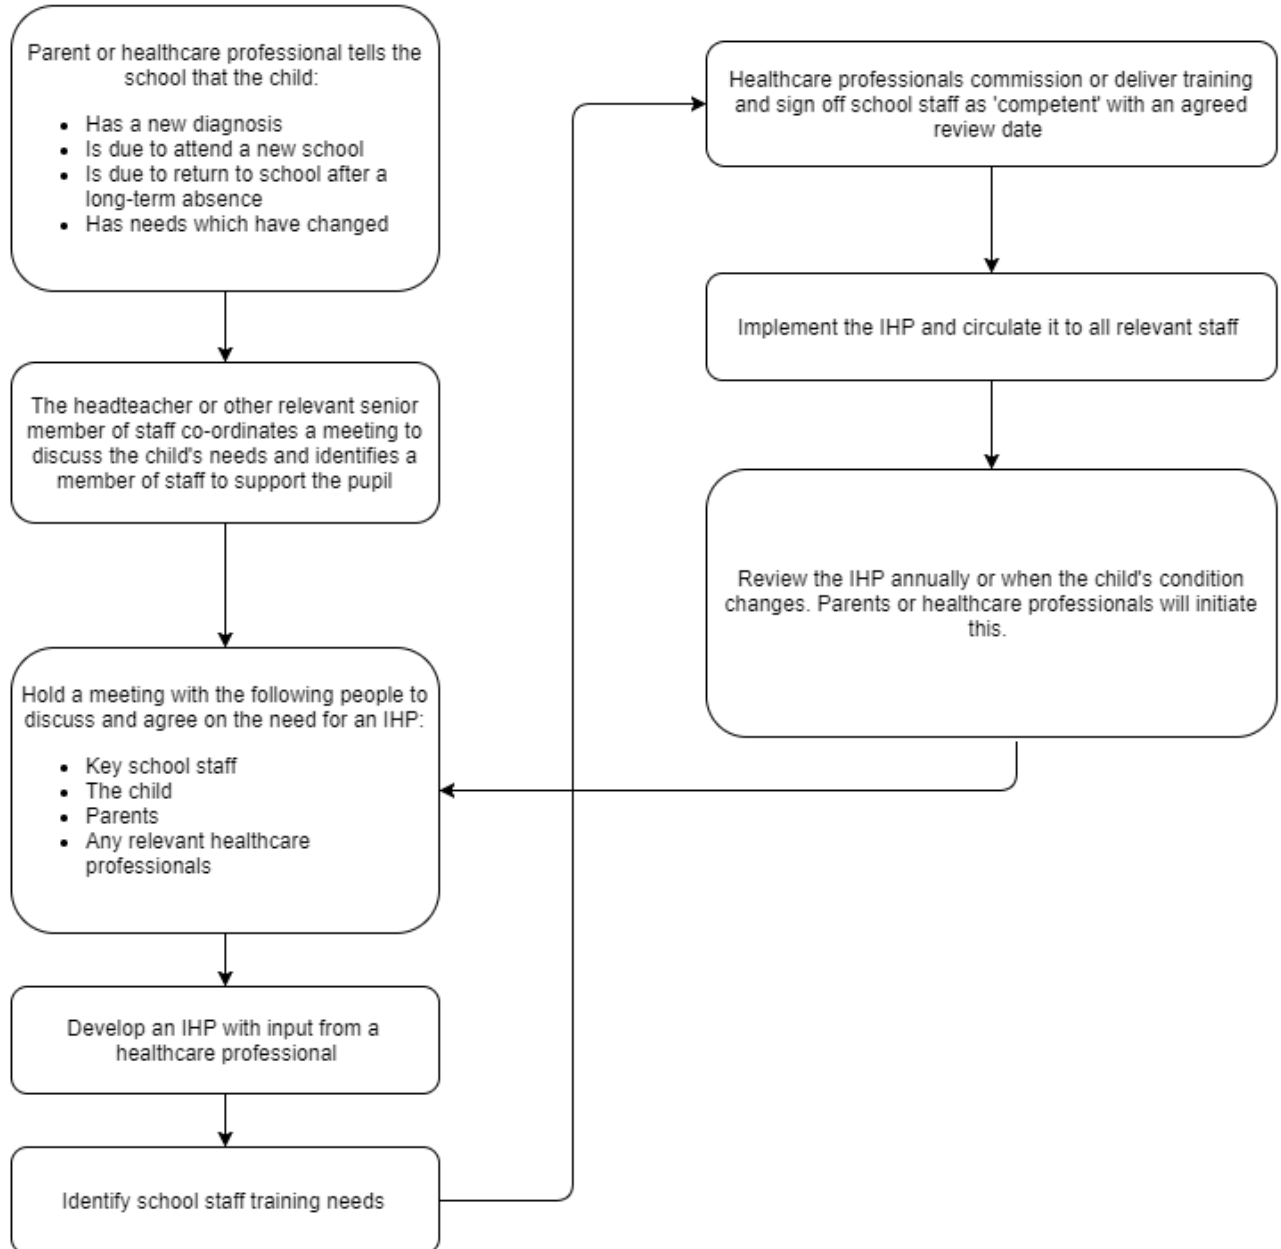 Parent or healthcare professional tells the
school that the child:
• Has a new diagnosis
• Is due to attend a new school
• Is due to return to school after a
long-term absence
• Has needs which have changed
The headteacher or other relevant senior
member of staff co-ordinates a meeting to
discuss the child's needs and identifies a
member of staff to support the pupil
Hold a meeting with the following people to
discuss and agree on the need for an IHP:
• Key school staff
• The child
• Parents
• Any relevant healthcare
professionals
Develop an IHP with input from a
healthcare professional
Identify school staff training needs
Healthcare professionals commission or deliver training
and sign off school staff as 'competent' with an agreed
review date
Implement the IHP and circulate it to all relevant staff
Review the IHP annually or when the child's condition
changes. Parents or healthcare professionals will initiate
this.